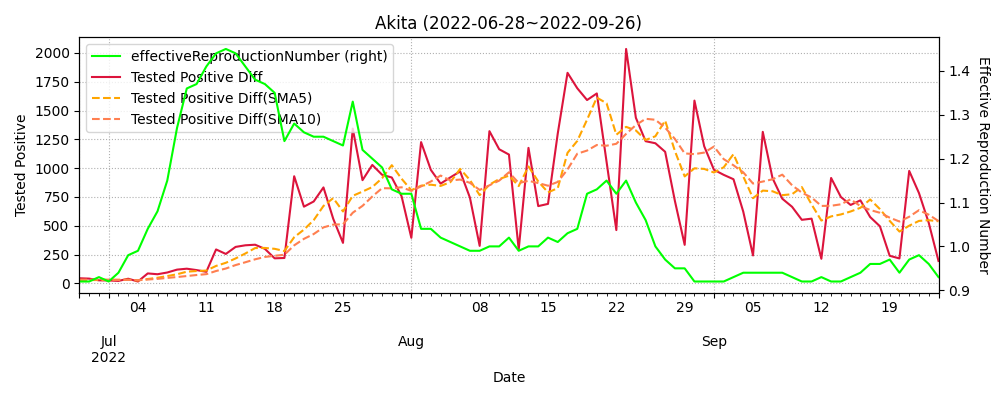 Akita (2022-06-28~2022-09-26)
effectiveReproductionNumber (right)
Tested Positive Diff
Tested Positive Diff(SMA5)
Tested Positive Diff(SMA10)
Tested Positive
2000
1750
1500
1250
1000
750
500
250
0
1.4
1.3
1.2
1.1
1.0
0.9
Effective Reproduction Number
04 11 18 25 08 15 22 29 05 12 19
Jul Aug Sep
2022
Date